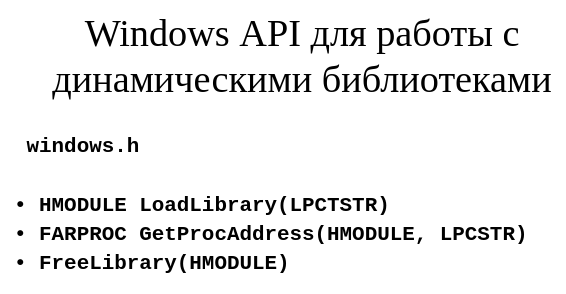 Windows API для работы с
динамическими библиотеками
windows.h
• HMODULE LoadLibrary(LPCTSTR)
• FARPROC GetProcAddress(HMODULE, LPCSTR)
• FreeLibrary(HMODULE)